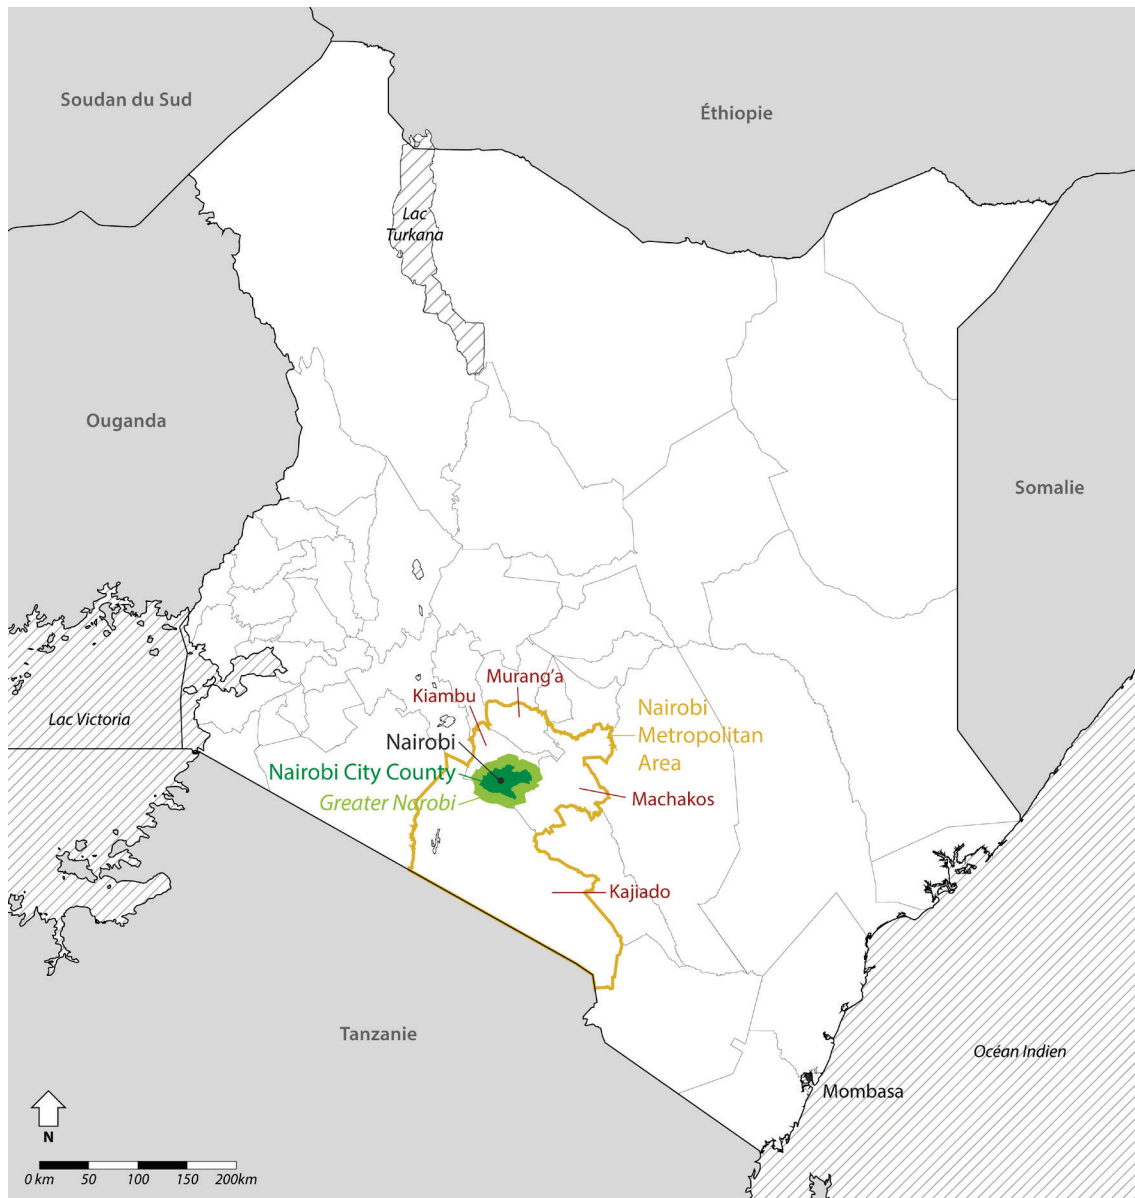 Soudan du Sud
Éthiopie
Lac
Turkana
Ouganda
Somalie
Murang’a
Kiambu
Nairobi
Metropolitan
Area
Lac Victoria
Nairobi
Nairobi City County
Greater Narobi
Machakos
Kajiado
Tanzanie
Océan Indien
Mombasa
N
0 km 50 100 150 200km